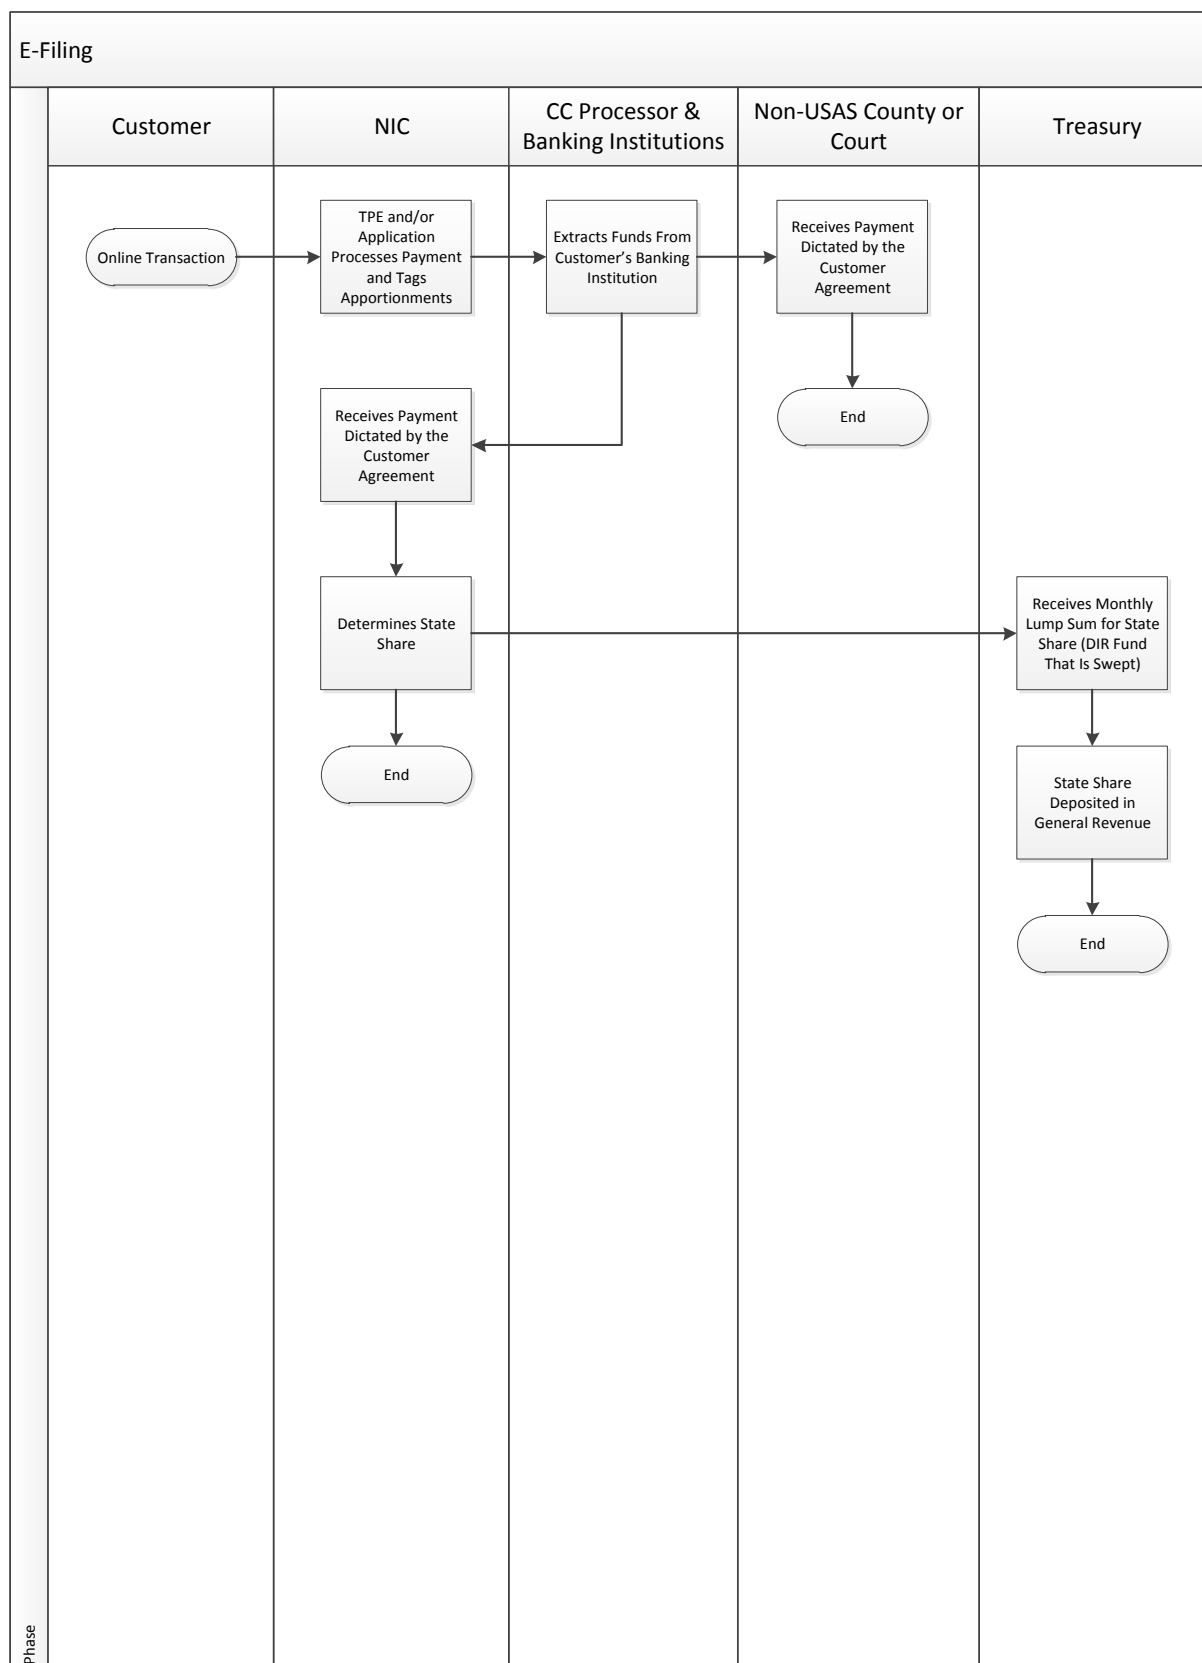 E-Filing
Customer
NIC
CC Processor &
Banking Institutions
Non-USAS County or
Court
Treasury
Online Transaction
TPE and/or
Application
Processes Payment
and Tags
Apportionments
Extracts Funds From
Customer’s Banking
Institution
Receives Payment
Dictated by the
Customer
Agreement
End
Receives Payment
Dictated by the
Customer
Agreement
Determines State
Share
Receives Monthly
Lump Sum for State
Share (DIR Fund
That Is Swept)
End
State Share
Deposited in
General Revenue
End
Phase